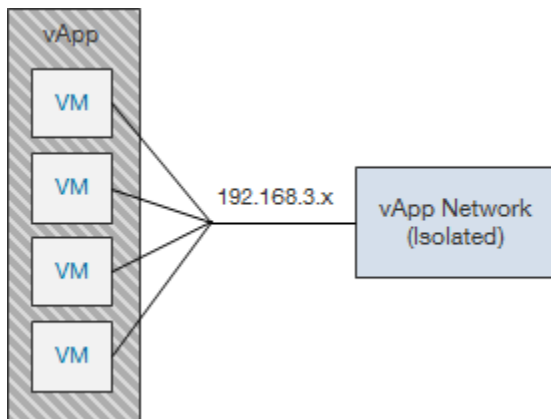 vApp
VM
VM
VM
VM
192.168.3.x
vApp Network
(Isolated)